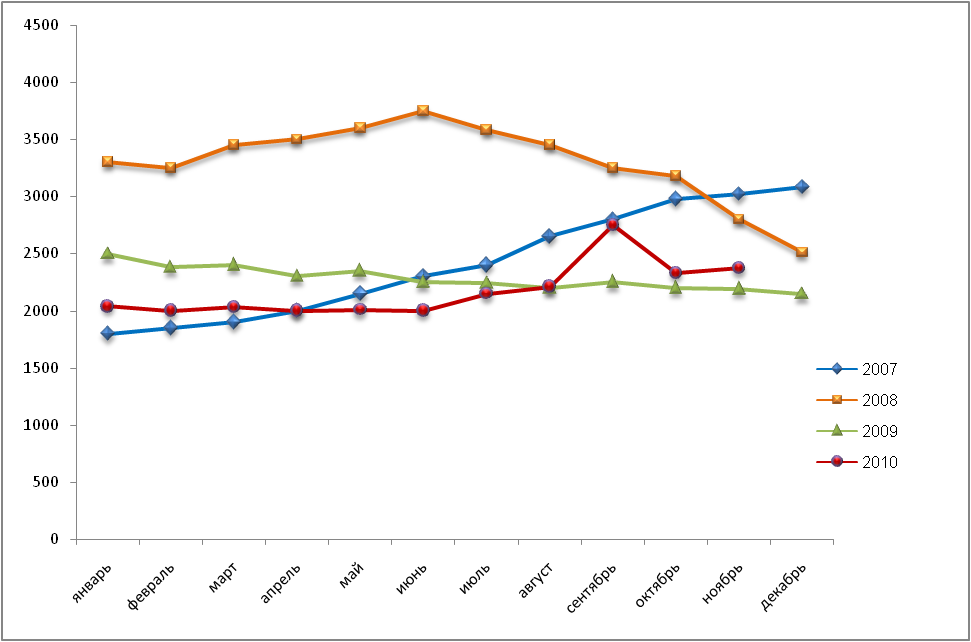 4500
4000
3500
3000
2500
2000
1500
1000
500
0
январь
февраль
март
апрель
май
июнь
июль
август
сентябрь
октябрь
ноябрь
декабрь
2007
2008
2009
2010